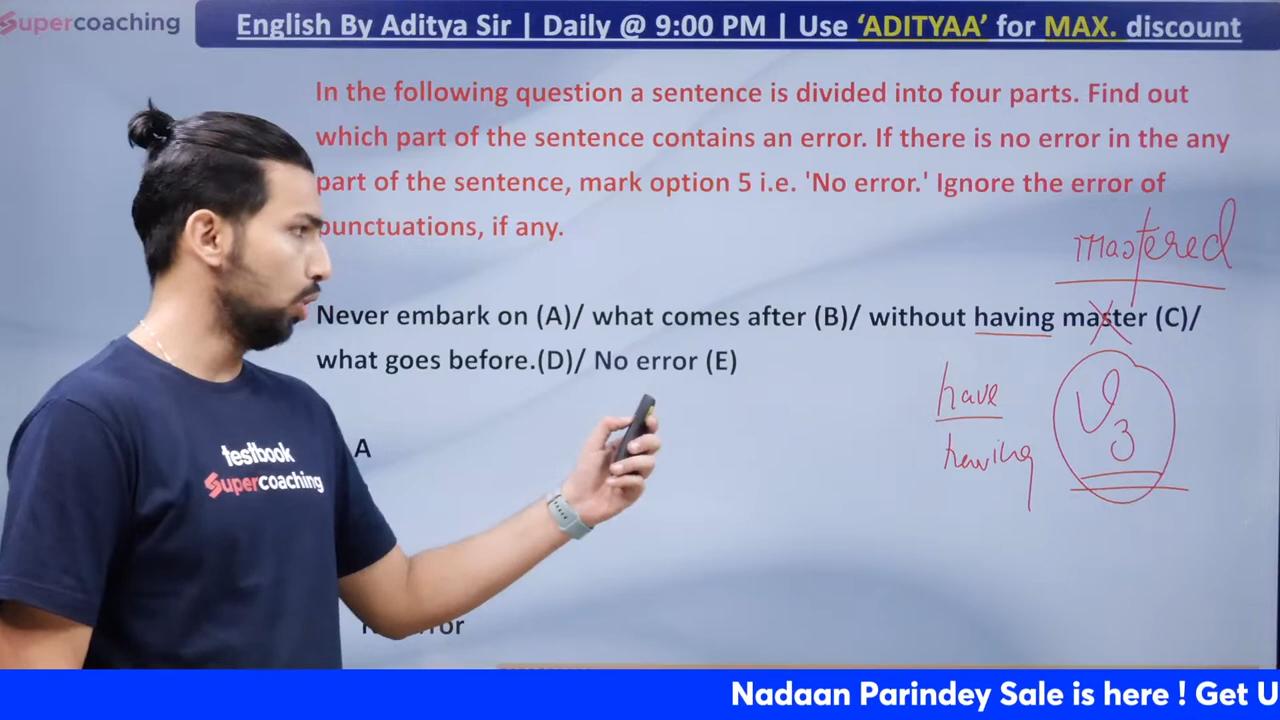 Supercoaching
English By Aditya Sir | Daily @ 9:00 PM | Use ‘ADITYAA’ for MAX. discount
In the following question a sentence is divided into four parts. Find out
which part of the sentence contains an error. If there is no error in the any
part of the sentence, mark option 5 i.e. 'No error.' Ignore the error of
punctuations, if any.
mastered
Never embark on (A)/ what comes after (B)/ without having master (C)/
what goes before.(D)/ No error (E)
have
having
V3
A
testbook
Supercoaching
Nadaan Parindey Sale is here ! Get U